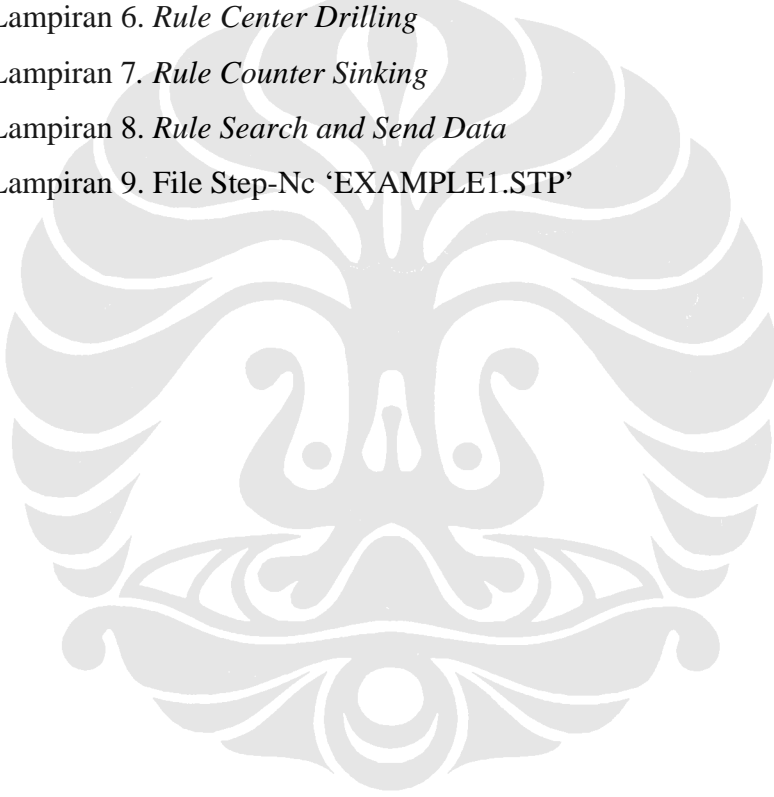 Lampiran 6. Rule Center Drilling
Lampiran 7. Rule Counter Sinking
Lampiran 8. Rule Search and Send Data
Lampiran 9. File Step-Nc ‘EXAMPLE1.STP’